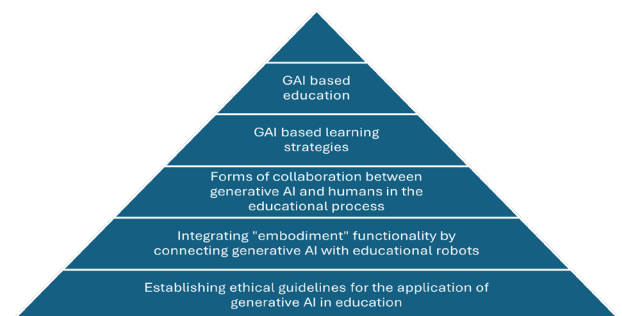 GAI based
education
GAI based learning
strategies
Forms of collaboration between
generative AI and humans in the
educational process
Integrating "embodiment" functionality by
connecting generative AI with educational robots
Establishing ethical guidelines for the application of
generative AI in education